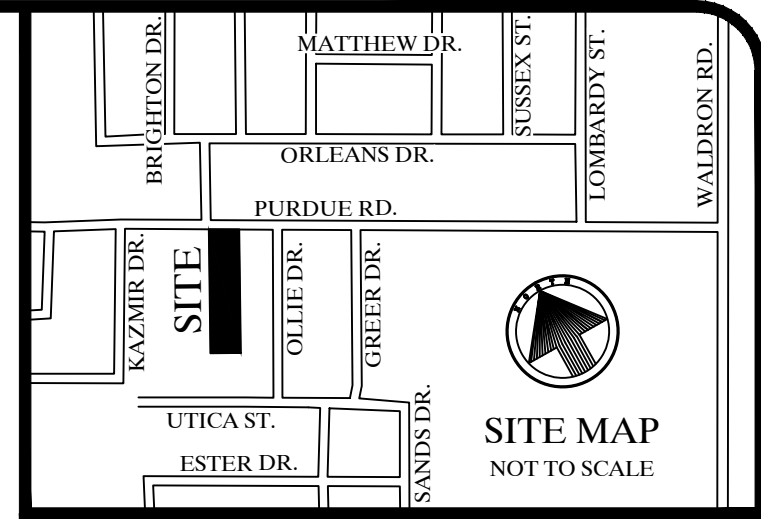 BRIGHTON DR.
MATTHEW DR.
SUSSEX ST.
LOMBARDY ST.
WALDRON RD.
ORLEANS DR.
PURDUE RD.
KAZMIR DR.
SITE
OLLIE DR.
GREER DR.
NORTH
SANDS DR.
UTICA ST.
ESTER DR.
SITE MAP
NOT TO SCALE